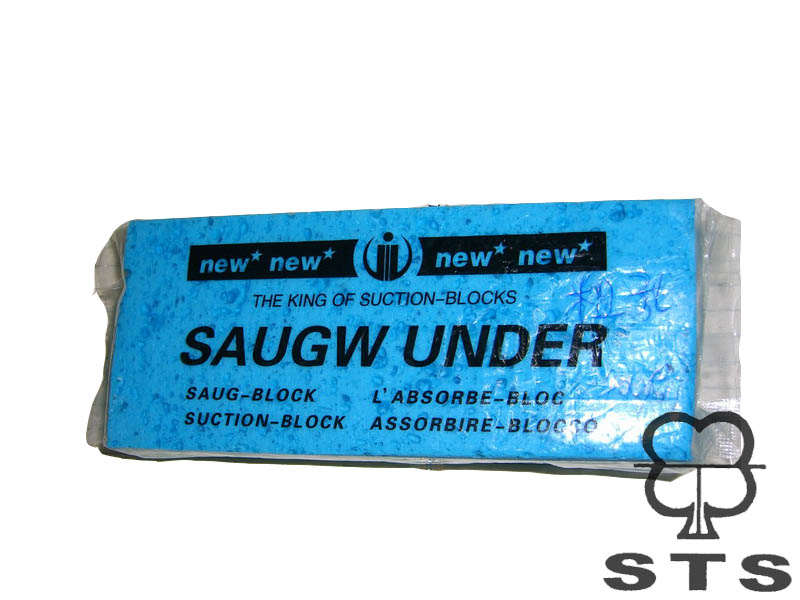 new* new* new* new*
THE KING OF SUCTION-BLOCKS
SAUGW UNDER
SAUG-BLOCK L'ABSORBE-BLOC
SUCTION-BLOCK ASSORBIRE-BLOCCO
STS